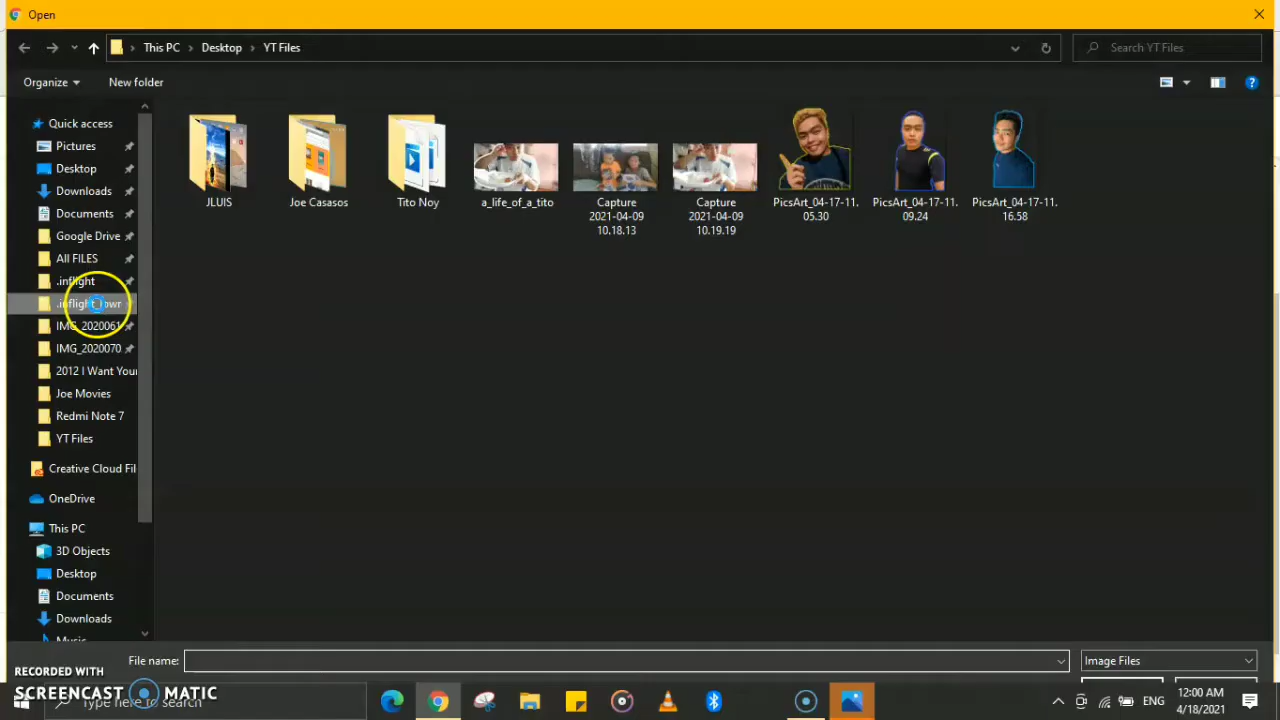 Open
This PC
Desktop
YT Files
Search YT Files
Organize
New folder
Quick access
Pictures
Desktop
Downloads
Documents
Google Drive
All FILES
.inflight
IMG_2020061
IMG_2020070
2012 I Want Your
Joe Movies
Redmi Note 7
YT Files
Creative Cloud Fil
OneDrive
This PC
3D Objects
Desktop
Documents
Downloads
Music
JLUIS
Joe Casasos
Tito Noy
a_life_of_a_tito
Capture
2021-04-09
10.18.13
Capture
2021-04-09
10.19.19
PicsArt_04-17-11.
05.30
PicsArt_04-17-11.
09.24
PicsArt_04-17-11.
16.58
File name:
Image Files
RECORDED WITH
SCREENCAST MATIC
Type here to search
ENG
12:00 AM
4/18/2021